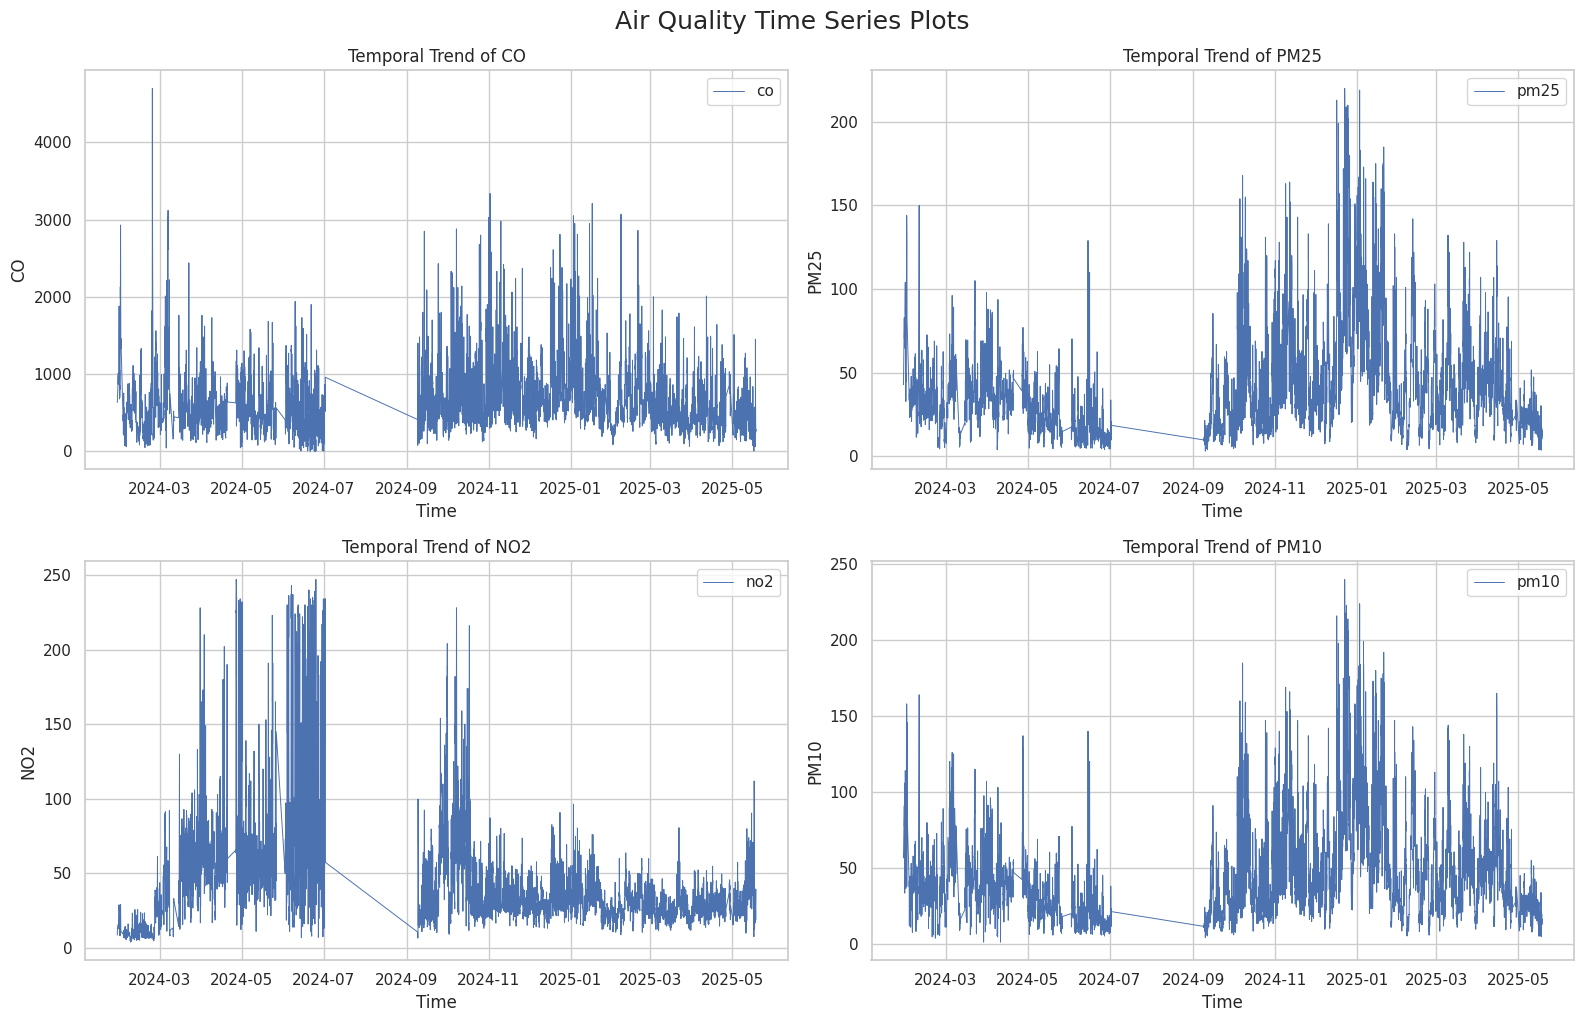 Air Quality Time Series Plots
Temporal Trend of CO
co
4000
3000
2000
1000
0
CO
2024-03 2024-05 2024-07 2024-09 2024-11 2025-01 2025-03 2025-05
Time
Temporal Trend of PM25
pm25
200
150
100
50
0
PM25
2024-03 2024-05 2024-07 2024-09 2024-11 2025-01 2025-03 2025-05
Time
Temporal Trend of NO2
no2
250
200
150
100
50
0
NO2
2024-03 2024-05 2024-07 2024-09 2024-11 2025-01 2025-03 2025-05
Time
Temporal Trend of PM10
pm10
250
200
150
100
50
0
PM10
2024-03 2024-05 2024-07 2024-09 2024-11 2025-01 2025-03 2025-05
Time